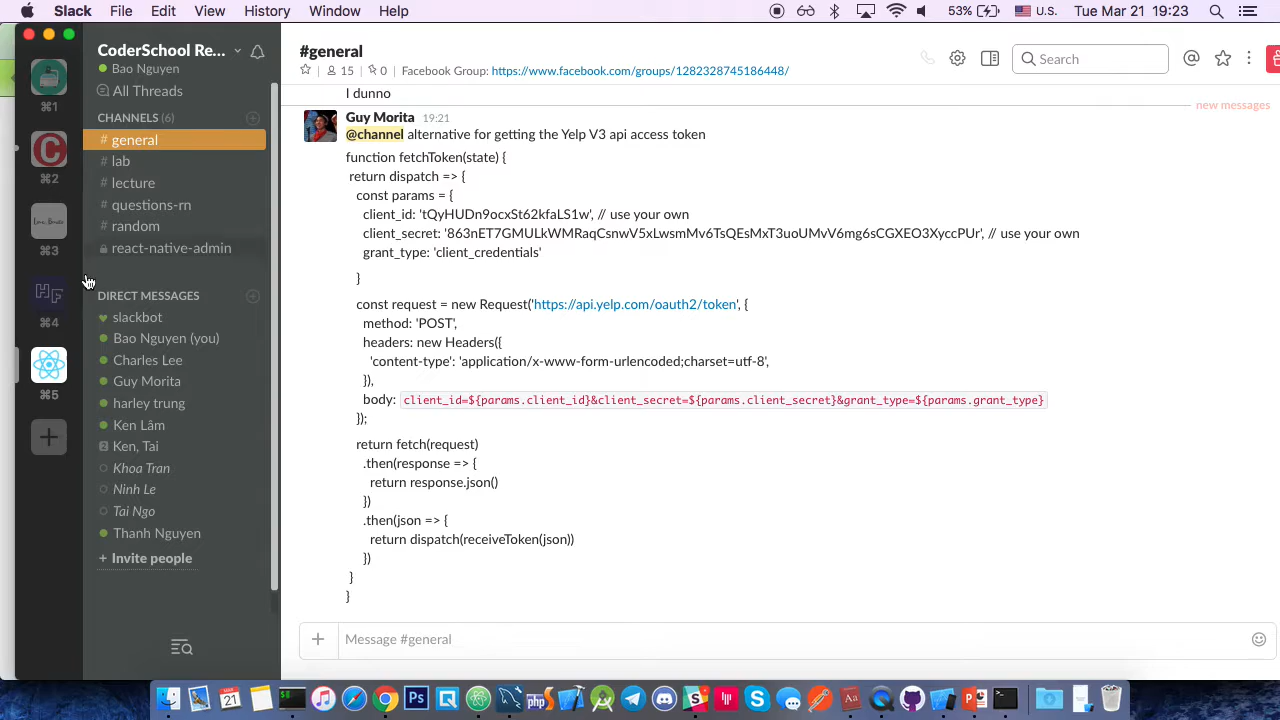 Slack File Edit View History Window Help 53% U.S. Tue Mar 21 19:23
CoderSchool Re...
Bao Nguyen
All Threads
CHANNELS (6)
# general
# lab
# lecture
# questions-rn
# random
react-native-admin
DIRECT MESSAGES
slackbot
Bao Nguyen (you)
Charles Lee
Guy Morita
harley trung
Ken Lâm
2 Ken, Tai
Khoa Tran
Ninh Le
Tai Ngo
Thanh Nguyen
+ Invite people
⌘1
⌘2
⌘3
⌘4
⌘5
#general
15 | 0 | Facebook Group: https://www.facebook.com/groups/1282328745186448/
Search
I dunno
new messages
Guy Morita 19:21
@channel alternative for getting the Yelp V3 api access token
function fetchToken(state) {
return dispatch => {
const params = {
client_id: 'tQyHUDn9ocxSt62kfaLS1w', // use your own
client_secret: '863nET7GMULkWMRaqCsnwV5xLwsmMv6TsQEsMxT3uoUMvV6mg6sCGXEO3XyccPUr', // use your own
grant_type: 'client_credentials'
}
const request = new Request('https://api.yelp.com/oauth2/token', {
method: 'POST',
headers: new Headers({
'content-type': 'application/x-www-form-urlencoded;charset=utf-8',
}),
body: client_id=${params.client_id}&client_secret=${params.client_secret}&grant_type=${params.grant_type}
});
return fetch(request)
.then(response => {
return response.json()
})
.then(json => {
return dispatch(receiveToken(json))
})
}
}
Message #general